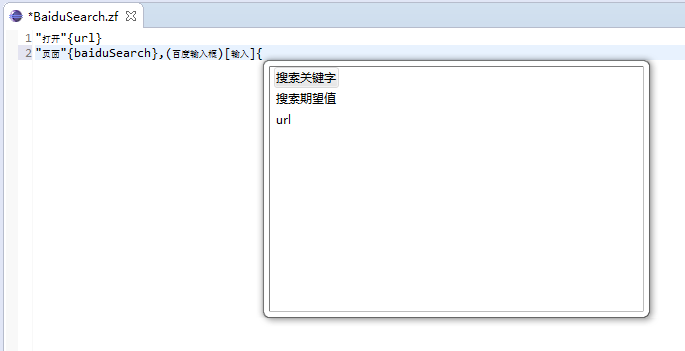 *BaiduSearch.zf
1 "打开"{url}
2 "页面"{baiduSearch},(百度输入框)[输入]{
搜索关键字
搜索期望值
url